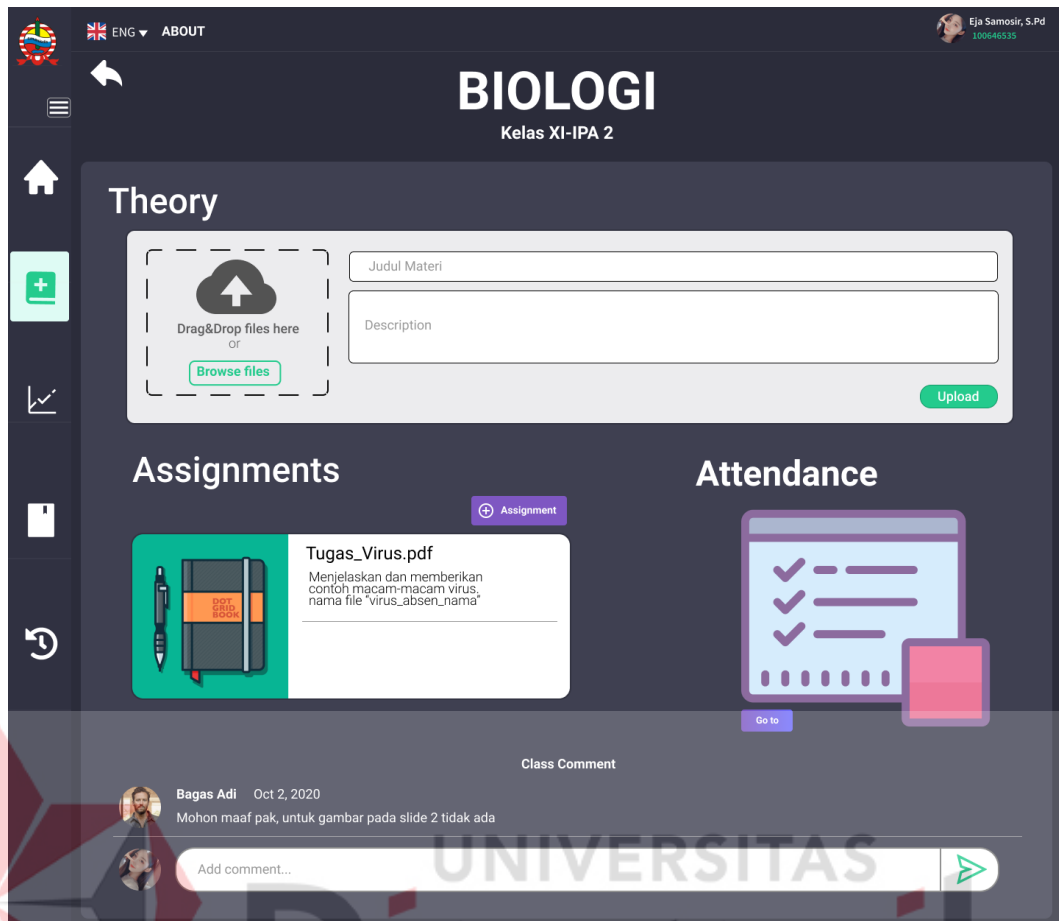 ENG ABOUT
Eja Samosir, S.Pd
100646535
BIOLOGI
Kelas XI-IPA 2
Theory
Drag&Drop files here
or
Browse files
Judul Materi
Description
Upload
Assignments
Assignment
DOT
GRID
BOOK
Tugas_Virus.pdf
Menjelaskan dan memberikan
contoh macam-macam virus.
nama file "virus_absen_nama"
Attendance
Go to
Class Comment
Bagas Adi Oct 2, 2020
Mohon maaf pak, untuk gambar pada slide 2 tidak ada
Add comment...
UNIVERSITAS